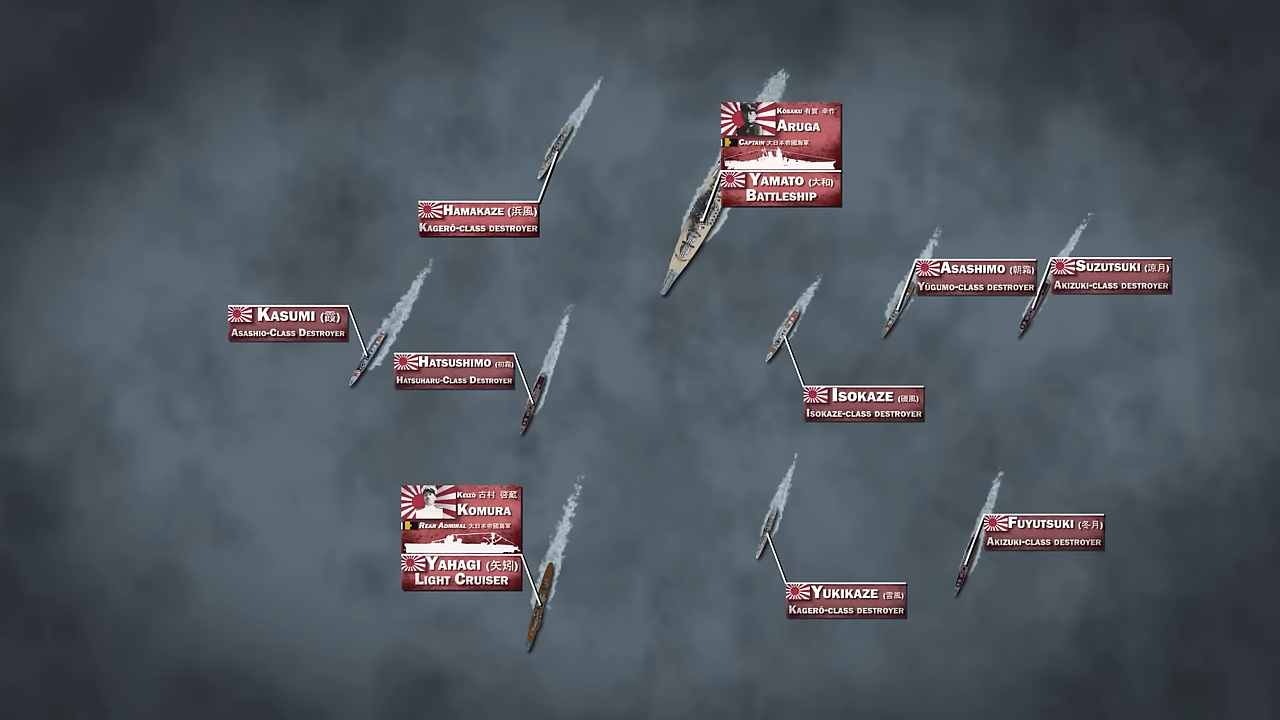 Kōsaku 有賀 幸作
Aruga
Captain 大日本帝國海軍
Yamato (大和)
Battleship
Hamakaze (浜風)
Kagerō-class destroyer
Asashimo (朝霜)
Yūgumo-class destroyer
Suzutsuki (涼月)
Akizuki-class destroyer
Kasumi (霞)
Asashio-Class Destroyer
Hatsushimo (初霜)
Hatsuharu-Class Destroyer
Isokaze (磯風)
Isokaze-class destroyer
Keizō 古村 啓蔵
Komura
Rear Admiral 大日本帝國海軍
Yahagi (矢矧)
Light Cruiser
Fuyutsuki (冬月)
Akizuki-class destroyer
Yukikaze (雪風)
Kagerō-class destroyer